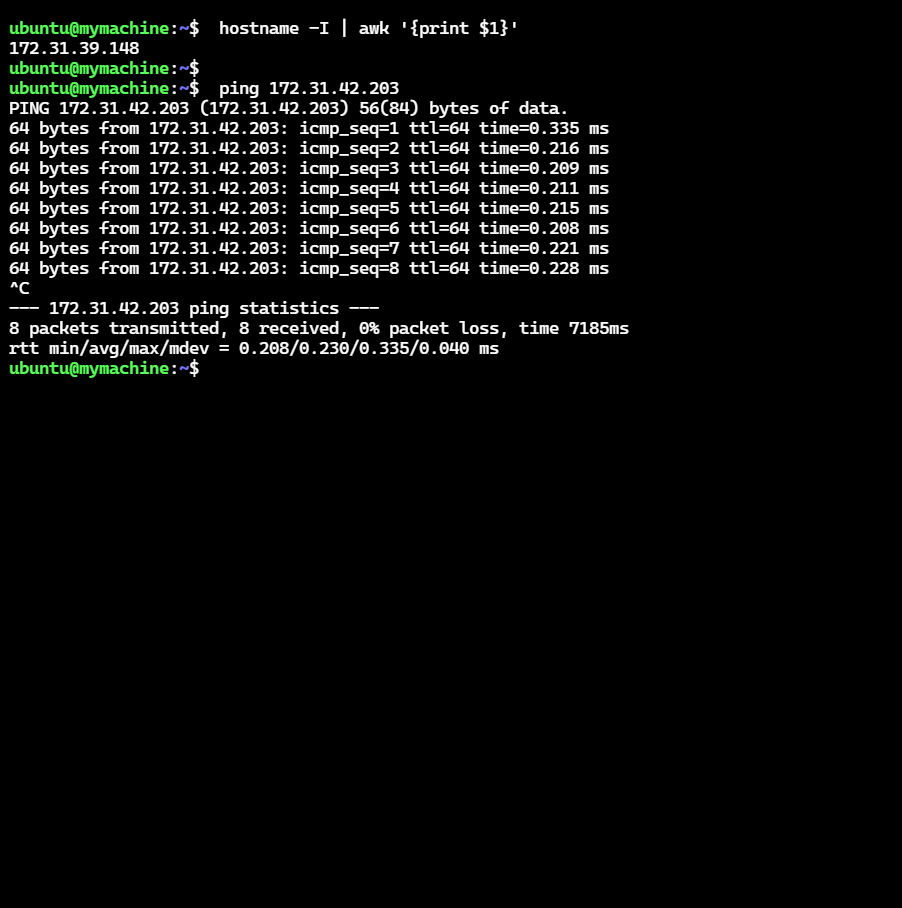 ubuntu@mymachine:~$  hostname -I | awk '{print $1}'
172.31.39.148
ubuntu@mymachine:~$
ubuntu@mymachine:~$  ping 172.31.42.203
PING 172.31.42.203 (172.31.42.203) 56(84) bytes of data.
64 bytes from 172.31.42.203: icmp_seq=1 ttl=64 time=0.335 ms
64 bytes from 172.31.42.203: icmp_seq=2 ttl=64 time=0.216 ms
64 bytes from 172.31.42.203: icmp_seq=3 ttl=64 time=0.209 ms
64 bytes from 172.31.42.203: icmp_seq=4 ttl=64 time=0.211 ms
64 bytes from 172.31.42.203: icmp_seq=5 ttl=64 time=0.215 ms
64 bytes from 172.31.42.203: icmp_seq=6 ttl=64 time=0.208 ms
64 bytes from 172.31.42.203: icmp_seq=7 ttl=64 time=0.221 ms
64 bytes from 172.31.42.203: icmp_seq=8 ttl=64 time=0.228 ms
^C
--- 172.31.42.203 ping statistics ---
8 packets transmitted, 8 received, 0% packet loss, time 7185ms
rtt min/avg/max/mdev = 0.208/0.230/0.335/0.040 ms
ubuntu@mymachine:~$